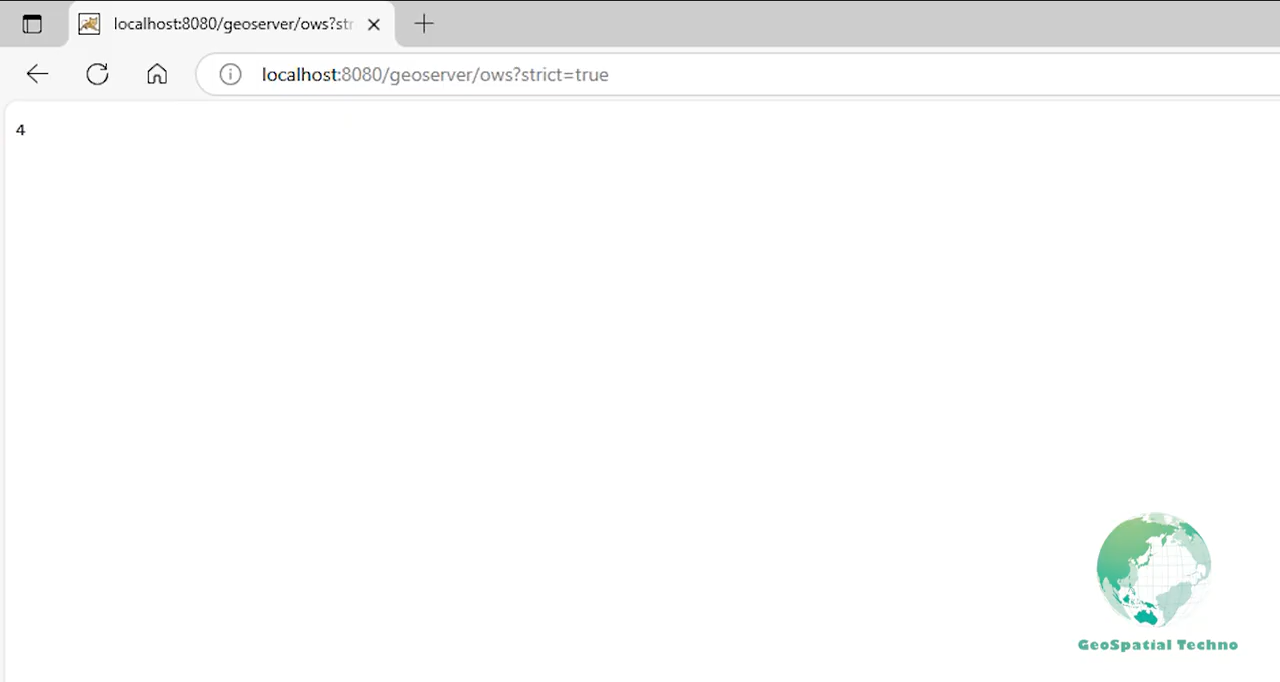 localhost:8080/geoserver/ows?str
localhost:8080/geoserver/ows?strict=true
4
GeoSpatial Techno